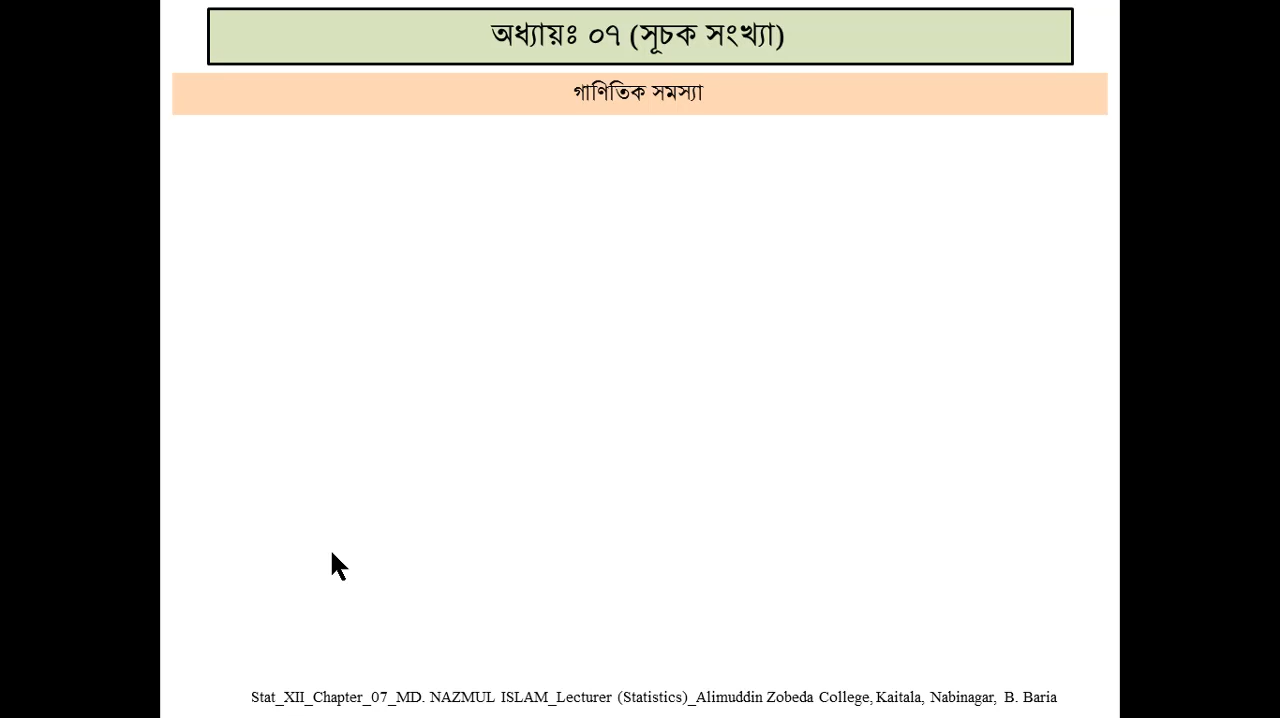 অধ্যায়ঃ ০৭ (সূচক সংখ্যা)
গাণিতিক সমস্যা
Stat_XII_Chapter_07_MD. NAZMUL ISLAM_Lecturer (Statistics)_Alimuddin Zobeda College, Kaitala, Nabinagar, B. Baria